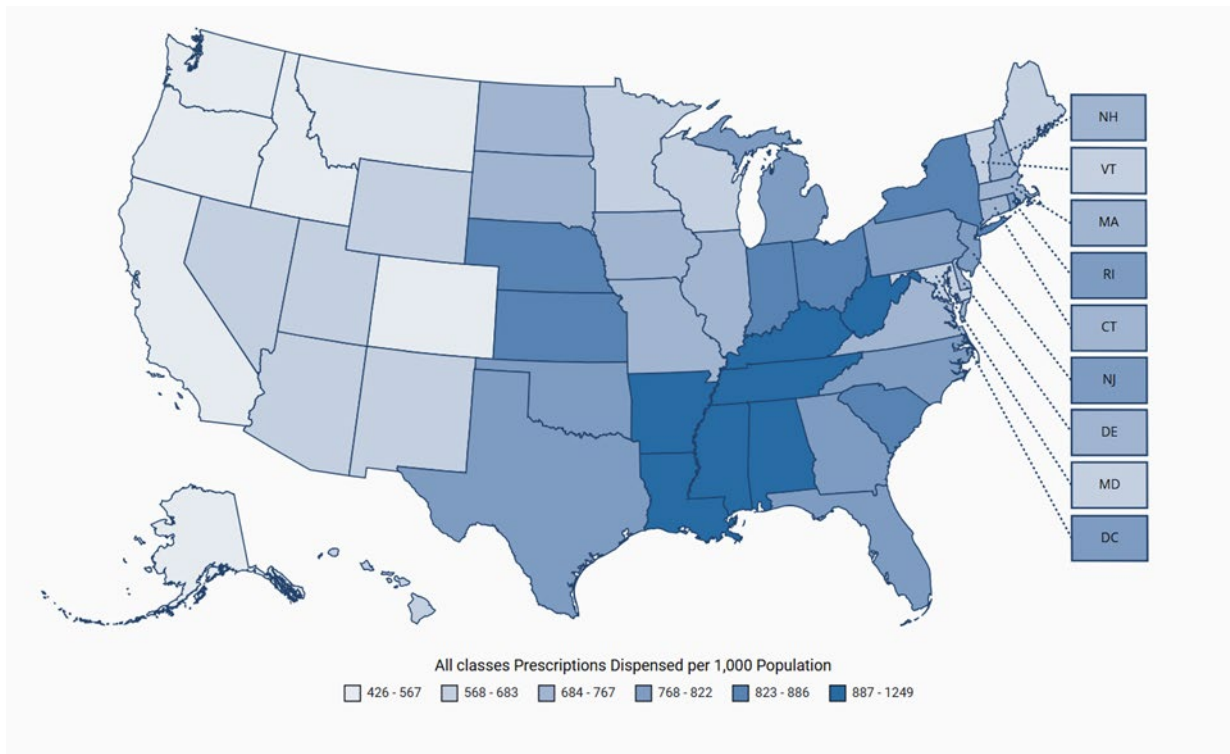 NH
VT
MA
RI
CT
NJ
DE
MD
DC
All classes Prescriptions Dispensed per 1,000 Population
426 - 567 568 - 683 684 - 767 768 - 822 823 - 886 887 - 1249